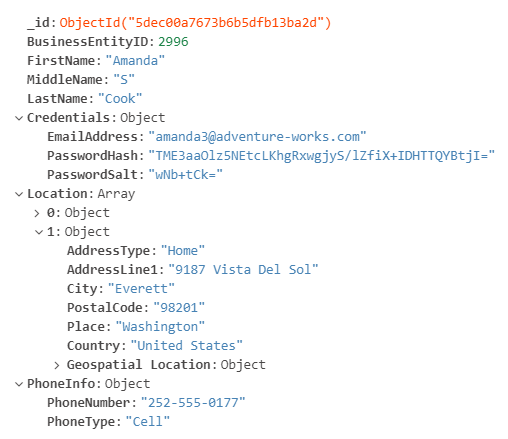 _id: ObjectId("5dec00a7673b6b5dfb13ba2d")
BusinessEntityID: 2996
FirstName: "Amanda"
MiddleName: "S"
LastName: "Cook"
Credentials: Object
EmailAddress: "amanda3@adventure-works.com"
PasswordHash: "TME3aaOlz5NEtcLKhgRxwgjyS/lZfiX+IDHTTQYBtjI="
PasswordSalt: "wNb+tCk="
Location: Array
0: Object
1: Object
AddressType: "Home"
AddressLine1: "9187 Vista Del Sol"
City: "Everett"
PostalCode: "98201"
Place: "Washington"
Country: "United States"
Geospatial Location: Object
PhoneInfo: Object
PhoneNumber: "252-555-0177"
PhoneType: "Cell"